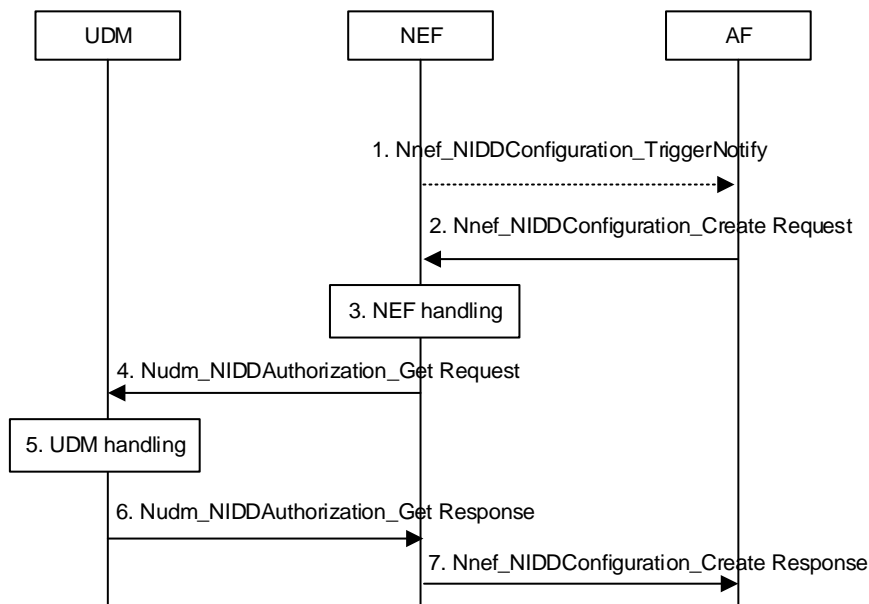 UDM
NEF
AF
1. Nnef_NIDDConfiguration_TriggerNotify
2. Nnef_NIDDConfiguration_Create Request
3. NEF handling
4. Nudm_NIDDAuthorization_Get Request
5. UDM handling
6. Nudm_NIDDAuthorization_Get Response
7. Nnef_NIDDConfiguration_Create Response